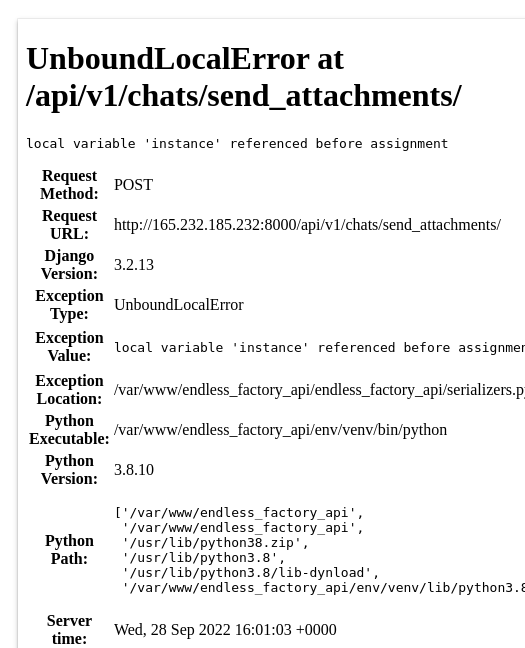 UnboundLocalError at
/api/v1/chats/send_attachments/
local variable 'instance' referenced before assignment
Request
Method:
POST
Request
URL:
http://165.232.185.232:8000/api/v1/chats/send_attachments/
Django
Version:
3.2.13
Exception
Type:
UnboundLocalError
Exception
Value:
local variable 'instance' referenced before assignmen
Exception
Location:
/var/www/endless_factory_api/endless_factory_api/serializers.p
Python
Executable:
/var/www/endless_factory_api/env/venv/bin/python
Python
Version:
3.8.10
Python
Path:
['/var/www/endless_factory_api',
'/var/www/endless_factory_api',
'/usr/lib/python38.zip',
'/usr/lib/python3.8',
'/usr/lib/python3.8/lib-dynload',
'/var/www/endless_factory_api/env/venv/lib/python3.8
Server
time:
Wed, 28 Sep 2022 16:01:03 +0000